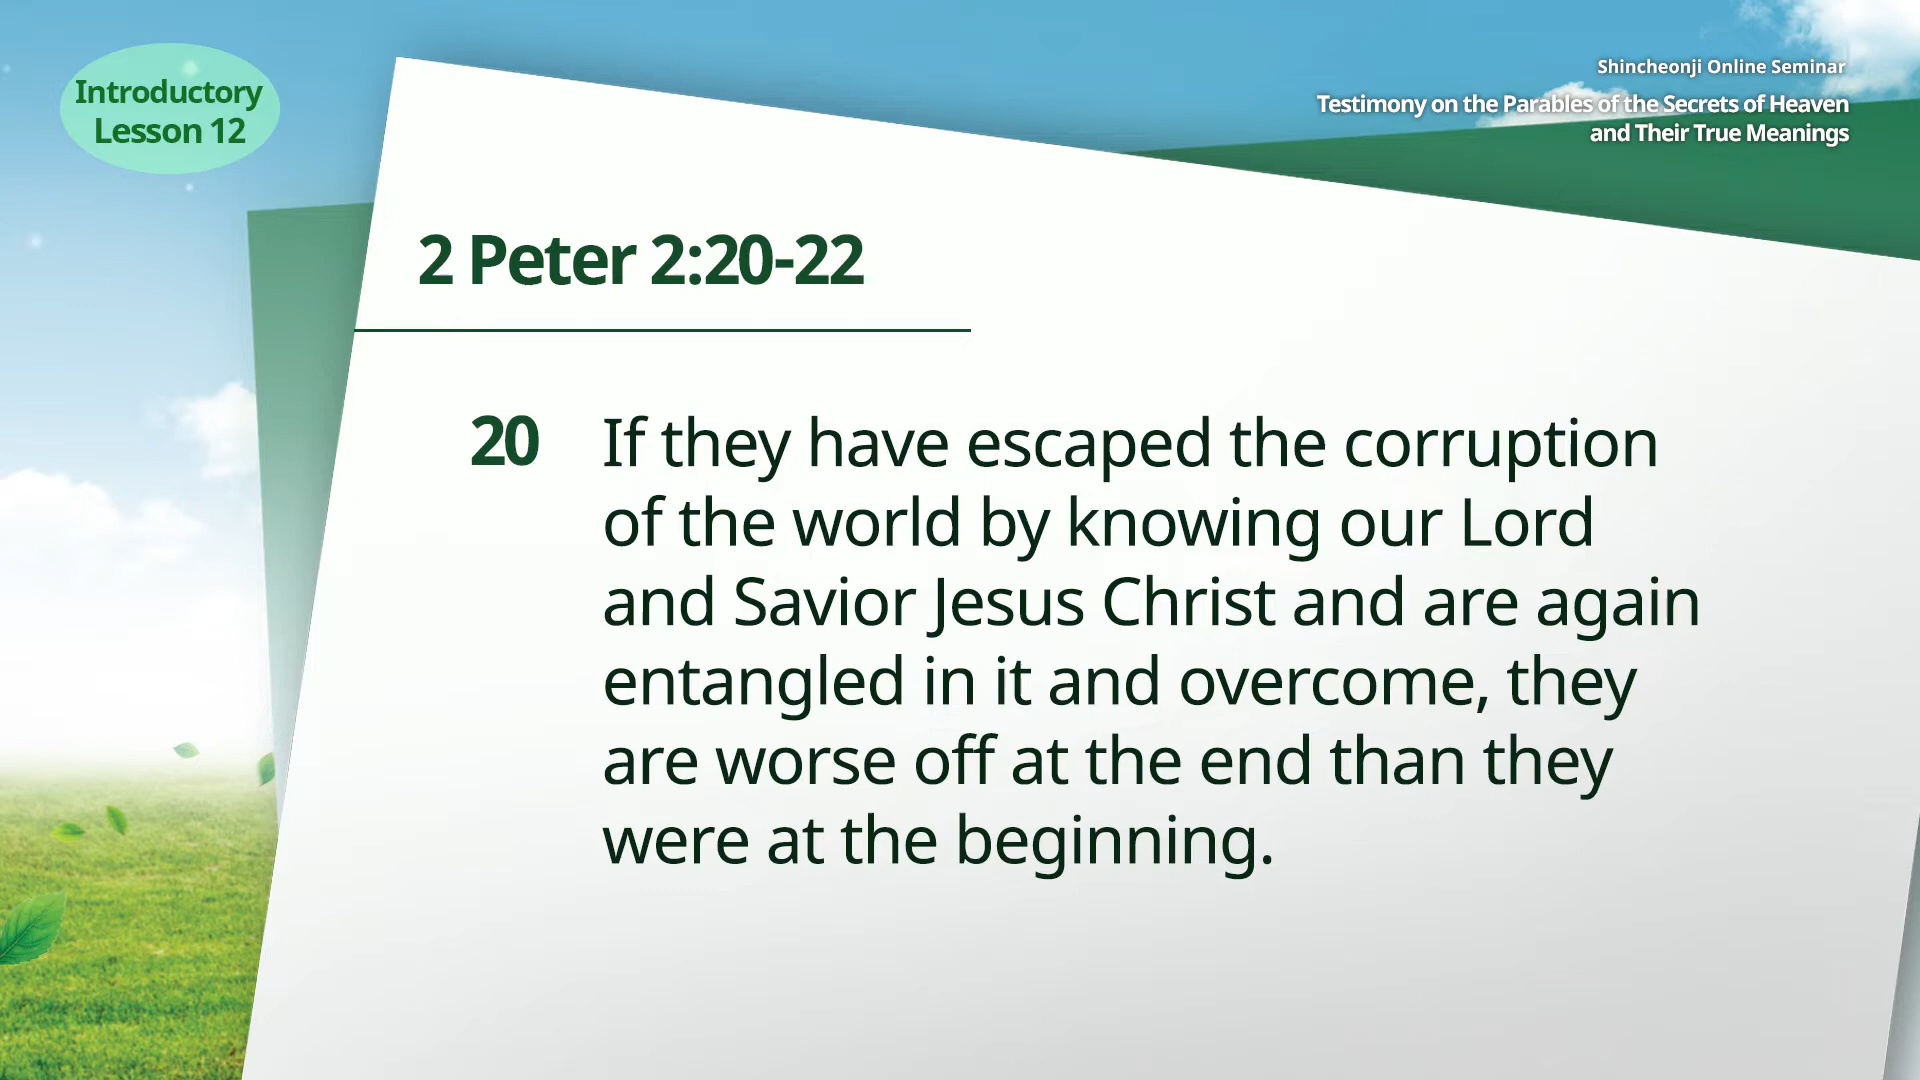 Introductory
Lesson 12
Shincheonji Online Seminar
Testimony on the Parables of the Secrets of Heaven
and Their True Meanings
2 Peter 2:20-22
20 If they have escaped the corruption
of the world by knowing our Lord
and Savior Jesus Christ and are again
entangled in it and overcome, they
are worse off at the end than they
were at the beginning.